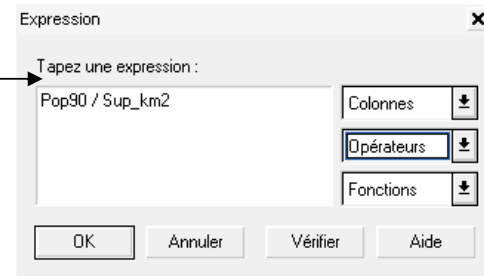 Expression
Tapez une expression :
Pop90 / Sup_km2
Colonnes
Opérateurs
Fonctions
OK Annuler Vérifier Aide